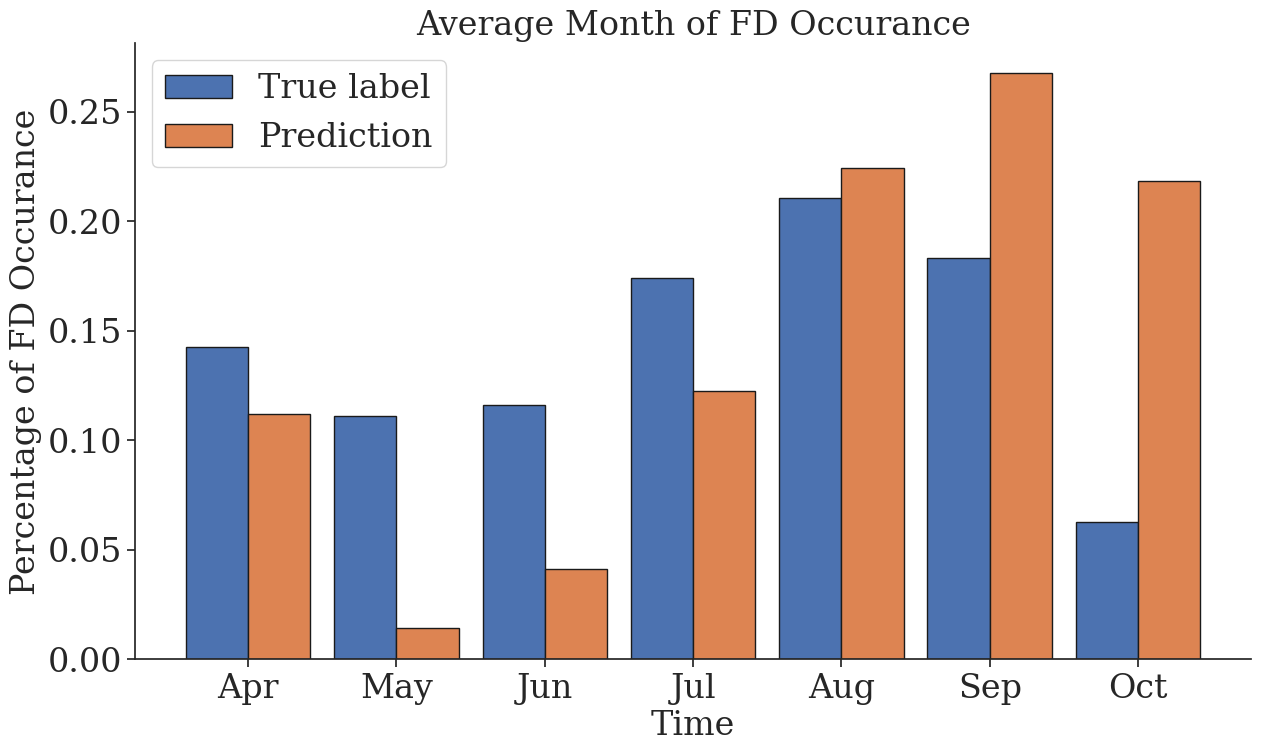 Average Month of FD Occurance
True label
Prediction
Percentage of FD Occurance
0.25
0.20
0.15
0.10
0.05
0.00
Apr May Jun Jul Aug Sep Oct
Time